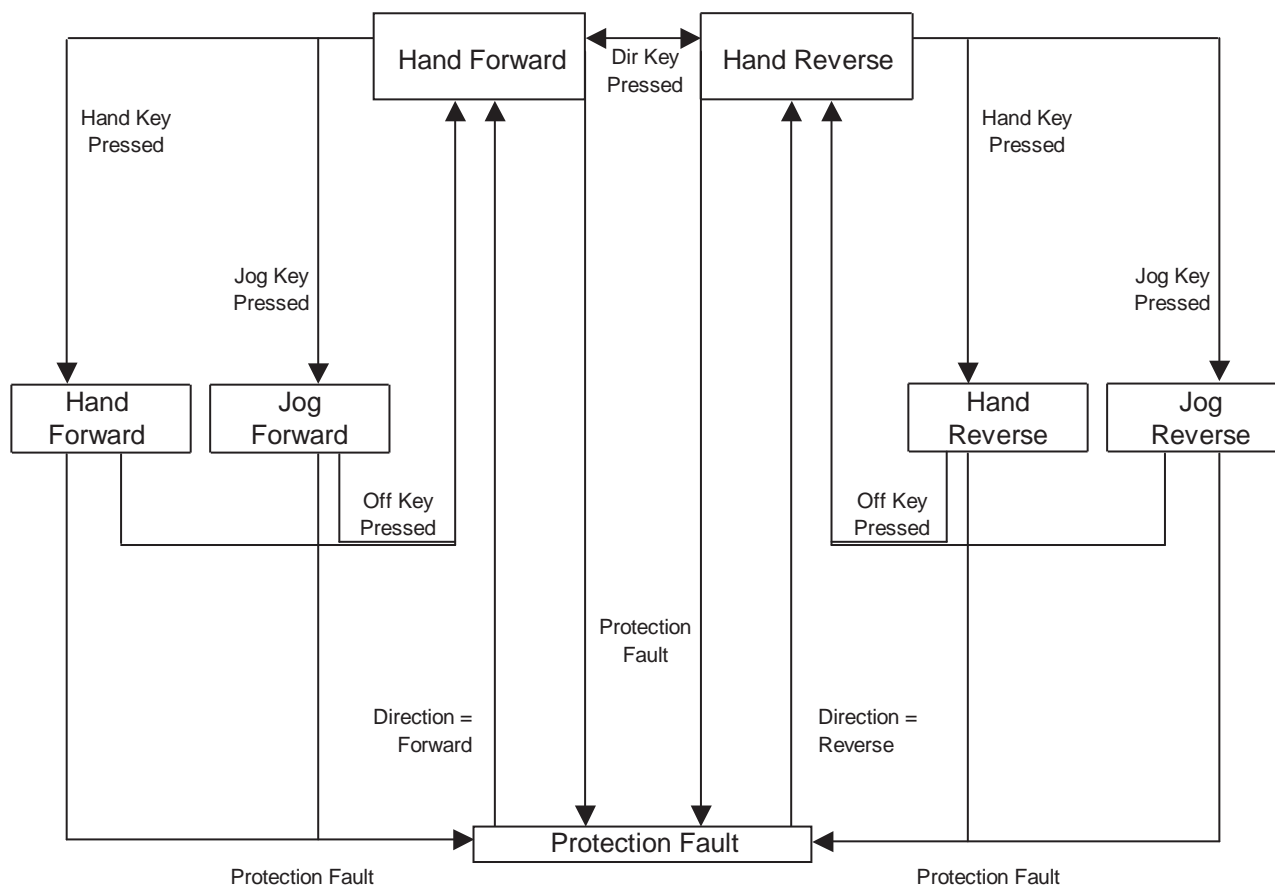 Hand Forward
Dir Key
Pressed
Hand Reverse
Hand Key
Pressed
Hand Key
Pressed
Jog Key
Pressed
Jog Key
Pressed
Hand
Forward
Jog
Forward
Hand
Reverse
Jog
Reverse
Off Key
Pressed
Off Key
Pressed
Protection
Fault
Direction =
Forward
Direction =
Reverse
Protection Fault
Protection Fault
Protection Fault